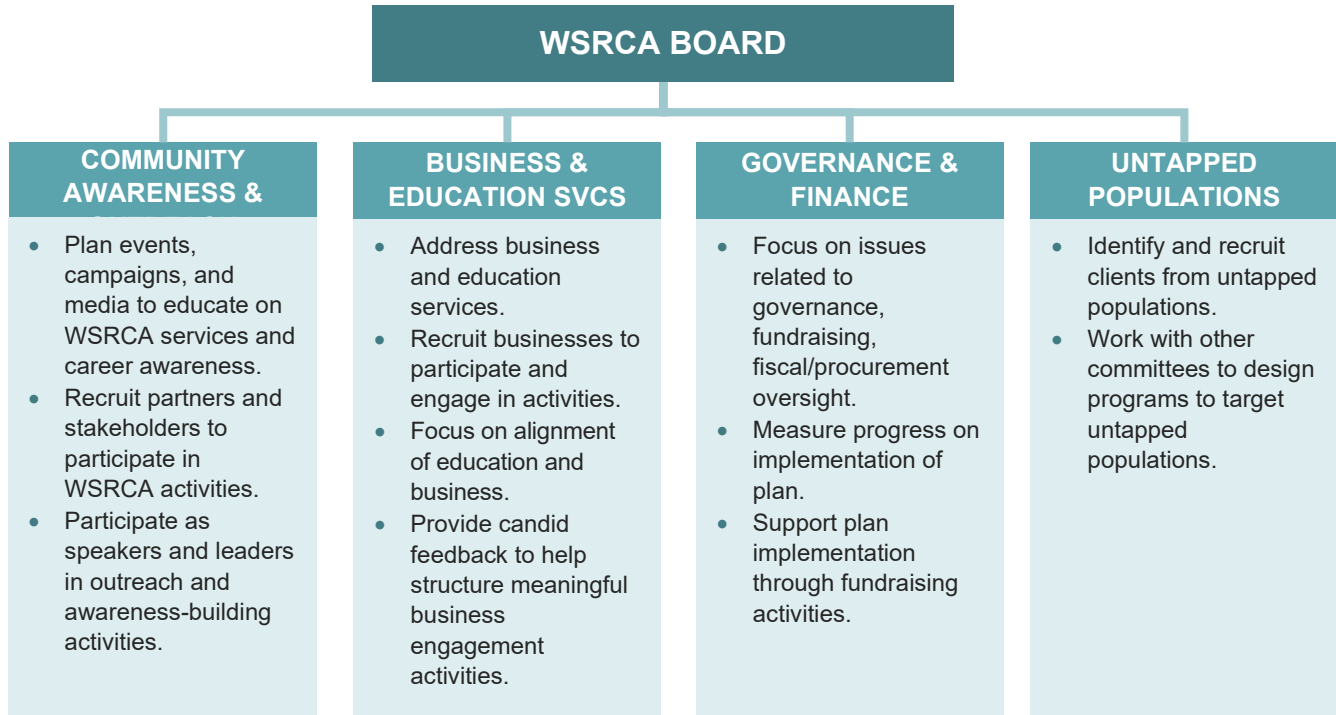 WSRCA BOARD
COMMUNITY
AWARENESS &
• Plan events,
campaigns, and
media to educate on
WSRCA services and
career awareness.
• Recruit partners and
stakeholders to
participate in
WSRCA activities.
• Participate as
speakers and leaders
in outreach and
awareness-building
activities.
BUSINESS &
EDUCATION SVCS
• Address business
and education
services.
• Recruit businesses to
participate and
engage in activities.
• Focus on alignment
of education and
business.
• Provide candid
feedback to help
structure meaningful
business
engagement
activities.
GOVERNANCE &
FINANCE
• Focus on issues
related to
governance,
fundraising,
fiscal/procurement
oversight.
• Measure progress on
implementation of
plan.
• Support plan
implementation
through fundraising
activities.
UNTAPPED
POPULATIONS
• Identify and recruit
clients from untapped
populations.
• Work with other
committees to design
programs to target
untapped
populations.